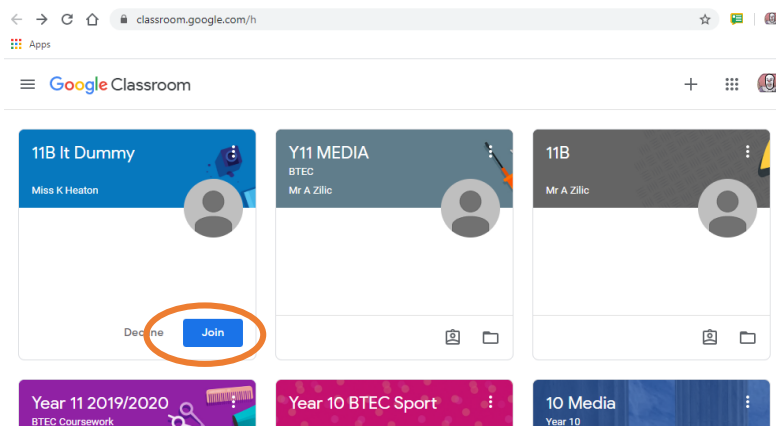 classroom.google.com/h
Apps
Google Classroom
11B It Dummy
Miss K Heaton
Decline
Join
Y11 MEDIA
BTEC
Mr A Zilic
11B
Mr A Zilic
Year 11 2019/2020
BTEC Coursework
Year 10 BTEC Sport
10 Media
Year 10